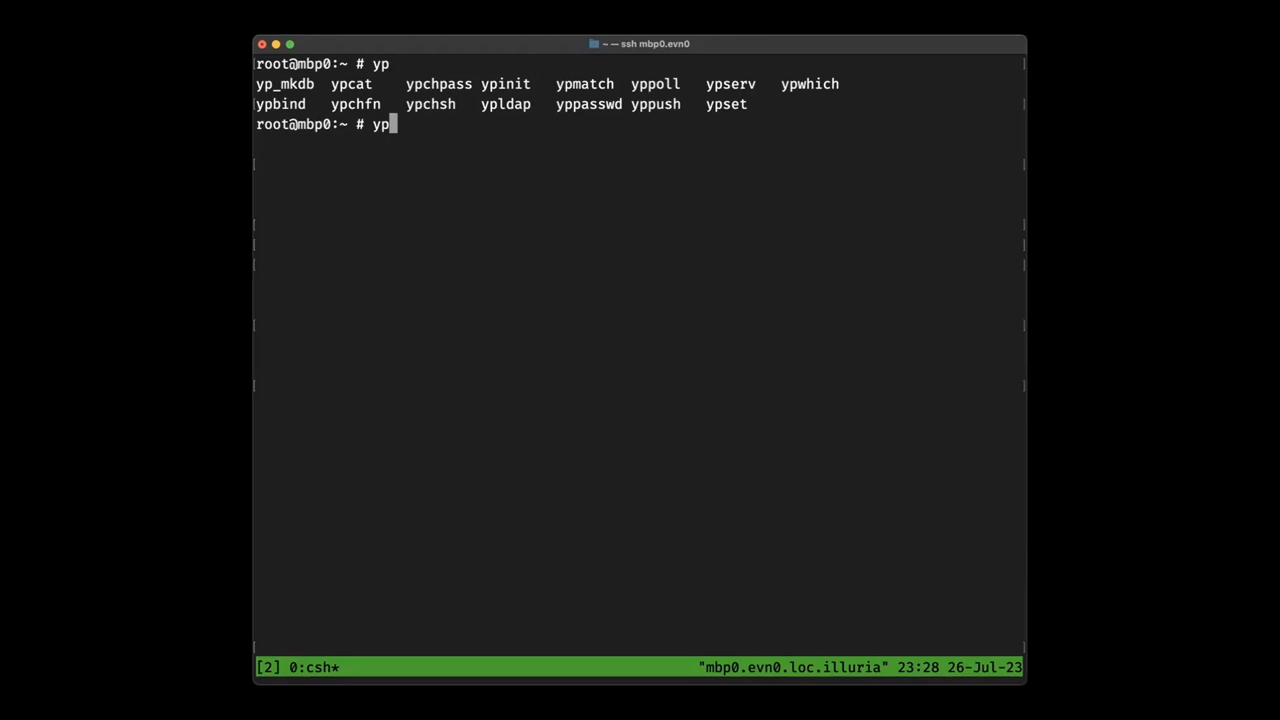 ~ — ssh mbp0.evn0
root@mbp0:~ # yp
yp_mkdb ypcat ypchpass ypinit ypmatch yppoll ypserv ypwhich
ypbind ypchfn ypchsh ypldap yppasswd yppush ypset
root@mbp0:~ # yp
[2] 0:csh* "mbp0.evn0.loc.illuria" 23:28 26-Jul-23